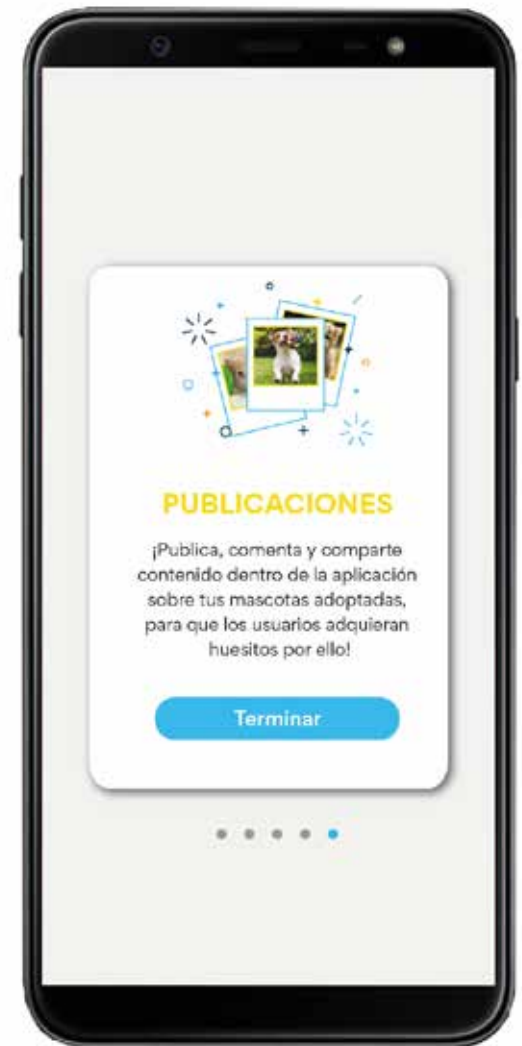 PUBLICACIONES
¡Publica, comenta y comparte
contenido dentro de la aplicación
sobre tus mascotas adoptadas,
para que los usuarios adquieran
huesitos por ello!
Terminar